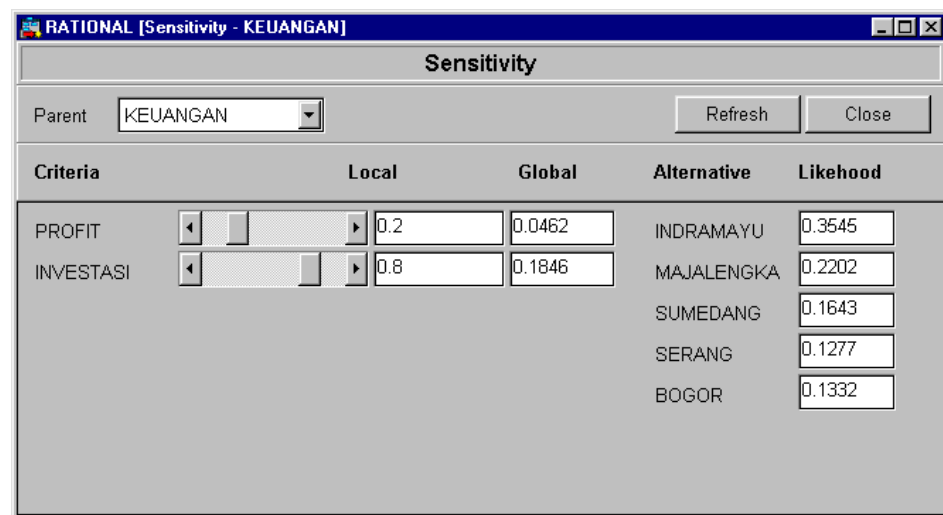 RATIONAL [Sensitivity - KEUANGAN]
Sensitivity
Parent KEUANGAN Refresh Close
Criteria Local Global Alternative Likehood
PROFIT 0.2 0.0462 INDRAMAYU 0.3545
INVESTASI 0.8 0.1846 MAJALENGKA 0.2202
SUMEDANG 0.1643
SERANG 0.1277
BOGOR 0.1332